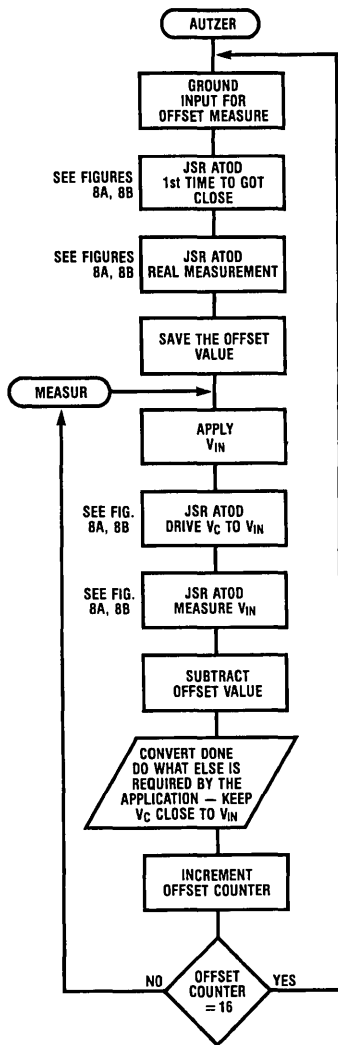 AUTZER
GROUND
INPUT FOR
OFFSET MEASURE
SEE FIGURES
8A, 8B
JSR ATOD
1st TIME TO GOT
CLOSE
SEE FIGURES
8A, 8B
JSR ATOD
REAL MEASUREMENT
SAVE THE OFFSET
VALUE
MEASUR
APPLY
VIN
SEE FIG.
8A, 8B
JSR ATOD
DRIVE VC TO VIN
SEE FIG.
8A, 8B
JSR ATOD
MEASURE VIN
SUBTRACT
OFFSET VALUE
CONVERT DONE
DO WHAT ELSE IS
REQUIRED BY THE
APPLICATION — KEEP
VC CLOSE TO VIN
INCREMENT
OFFSET COUNTER
NO
OFFSET
COUNTER
= 16
YES